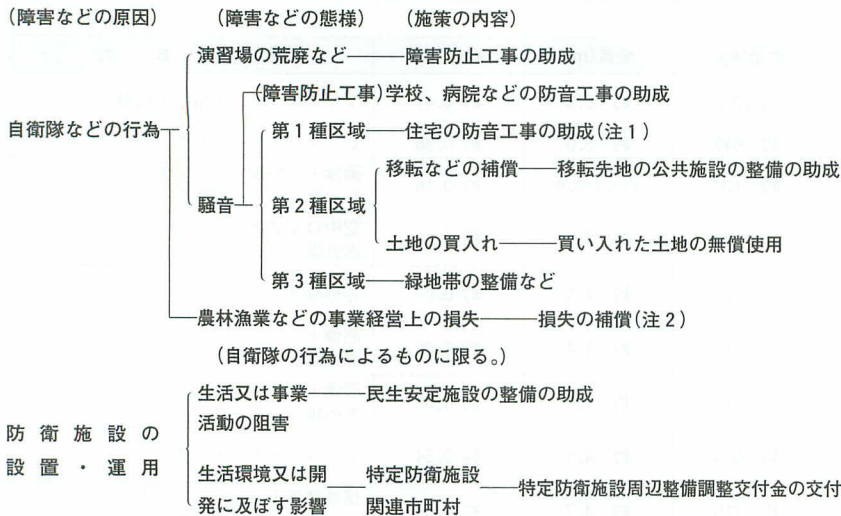 (障害などの原因) (障害などの態様) (施策の内容)
演習場の荒廃など 障害防止工事の助成
(障害防止工事)学校、病院などの防音工事の助成
自衛隊などの行為
第1種区域 住宅の防音工事の助成(注1)
移転などの補償 移転先地の公共施設の整備の助成
騒音
第2種区域
土地の買入れ 買い入れた土地の無償使用
第3種区域 緑地帯の整備など
農林漁業などの事業経営上の損失 損失の補償(注2)
(自衛隊の行為によるものに限る。)
防衛施設の
設置・運用
生活又は事業 民生安定施設の整備の助成
活動の阻害
生活環境又は開
発に及ぼす影響
特定防衛施設
関連市町村
特定防衛施設周辺整備調整交付金の交付